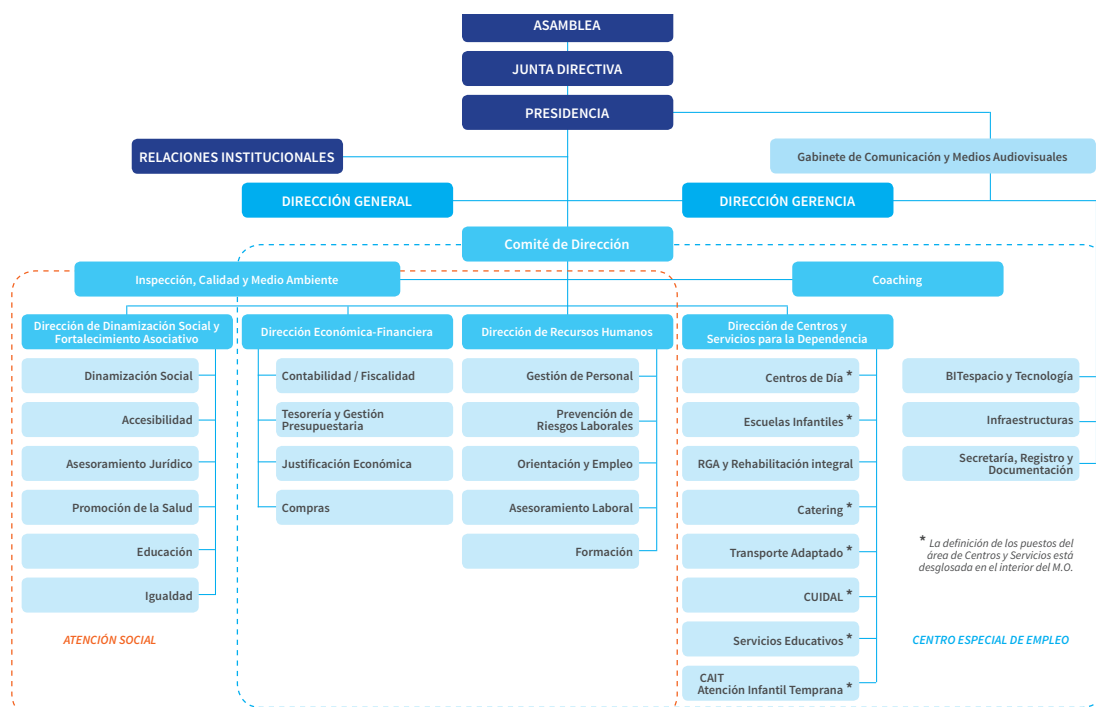 ASAMBLEA
JUNTA DIRECTIVA
PRESIDENCIA
RELACIONES INSTITUCIONALES
Gabinete de Comunicación y Medios Audiovisuales
DIRECCIÓN GENERAL
DIRECCIÓN GERENCIA
Comité de Dirección
Inspección, Calidad y Medio Ambiente
Coaching
Dirección de Dinamización Social y
Fortalecimiento Asociativo
Dinamización Social
Accesibilidad
Asesoramiento Jurídico
Promoción de la Salud
Educación
Igualdad
ATENCIÓN SOCIAL
Dirección Económica-Financiera
Contabilidad / Fiscalidad
Tesorería y Gestión
Presupuestaria
Justificación Económica
Compras
Dirección de Recursos Humanos
Gestión de Personal
Prevención de
Riesgos Laborales
Orientación y Empleo
Asesoramiento Laboral
Formación
Dirección de Centros y
Servicios para la Dependencia
Centros de Día *
Escuelas Infantiles *
RGA y Rehabilitación integral
Catering *
Transporte Adaptado *
CUIDAL *
Servicios Educativos *
CAIT
Atención Infantil Temprana *
BITespacio y Tecnología
Infraestructuras
Secretaría, Registro y
Documentación
* La definición de los puestos del
área de Centros y Servicios está
desglosada en el interior del M.O.
CENTRO ESPECIAL DE EMPLEO